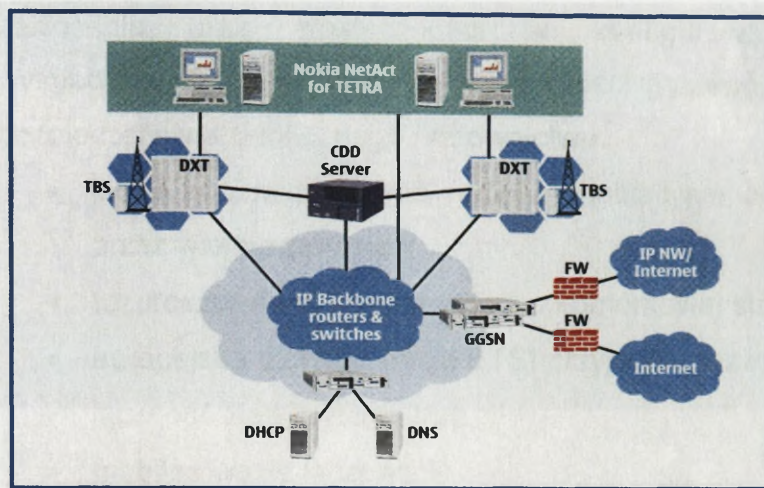 Nokia NetAct
for TETRA
CDD
Server
DXT
DXT
TBS
TBS
IP NW/
Internet
FW
IP Backbone
routers &
switches
GGSN
FW
Internet
DHCP
DNS